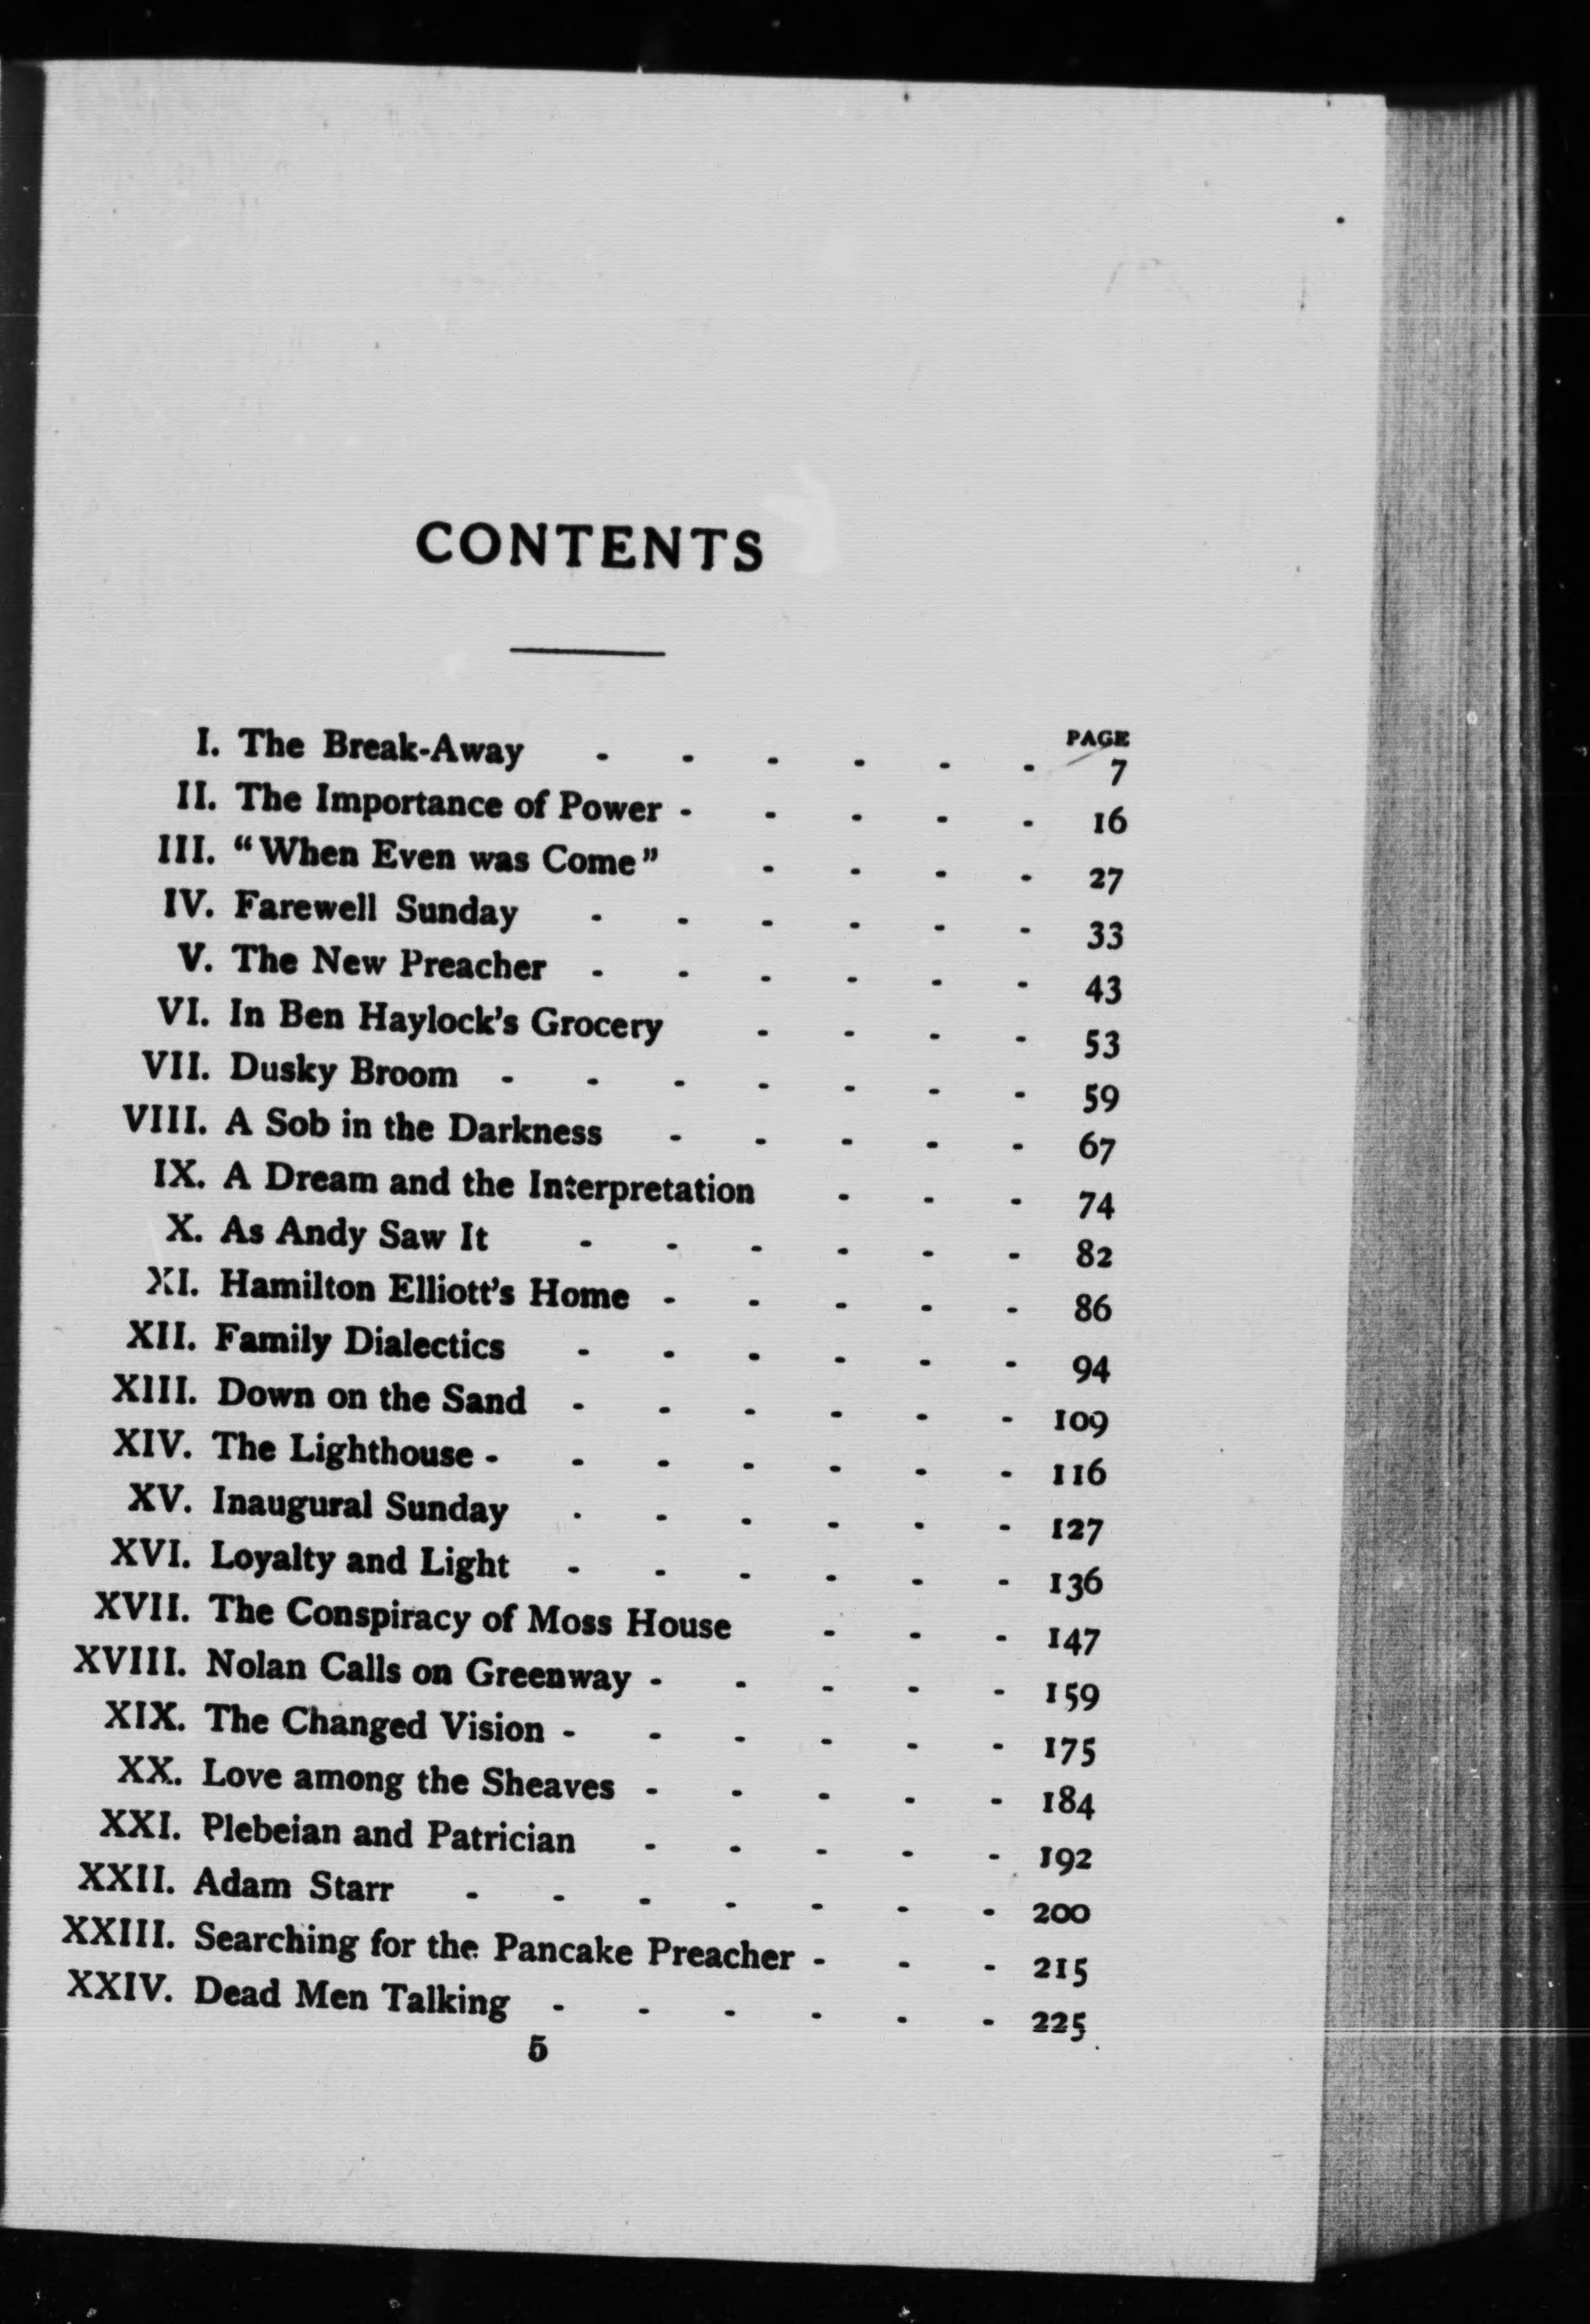 CONTENTS
PAGE
I. The Break-Away - - - - - - 7
II. The Importance of Power - - - - - 16
III. “When Even was Come” - - - - 27
IV. Farewell Sunday - - - - - - 33
V. The New Preacher - - - - - - 43
VI. In Ben Haylock’s Grocery - - - - 53
VII. Dusky Broom - - - - - - - 59
VIII. A Sob in the Darkness - - - - - 67
IX. A Dream and the Interpretation - - - 74
X. As Andy Saw It - - - - - - 82
XI. Hamilton Elliott’s Home - - - - - 86
XII. Family Dialectics - - - - - - 94
XIII. Down on the Sand - - - - - - 109
XIV. The Lighthouse - - - - - - - 116
XV. Inaugural Sunday - - - - - - 127
XVI. Loyalty and Light - - - - - - 136
XVII. The Conspiracy of Moss House - - - 147
XVIII. Nolan Calls on Greenway - - - - - 159
XIX. The Changed Vision - - - - - - 175
XX. Love among the Sheaves - - - - - 184
XXI. Plebeian and Patrician - - - - - 192
XXII. Adam Starr - - - - - - - 200
XXIII. Searching for the Pancake Preacher - - - 215
XXIV. Dead Men Talking - - - - - - 225
5